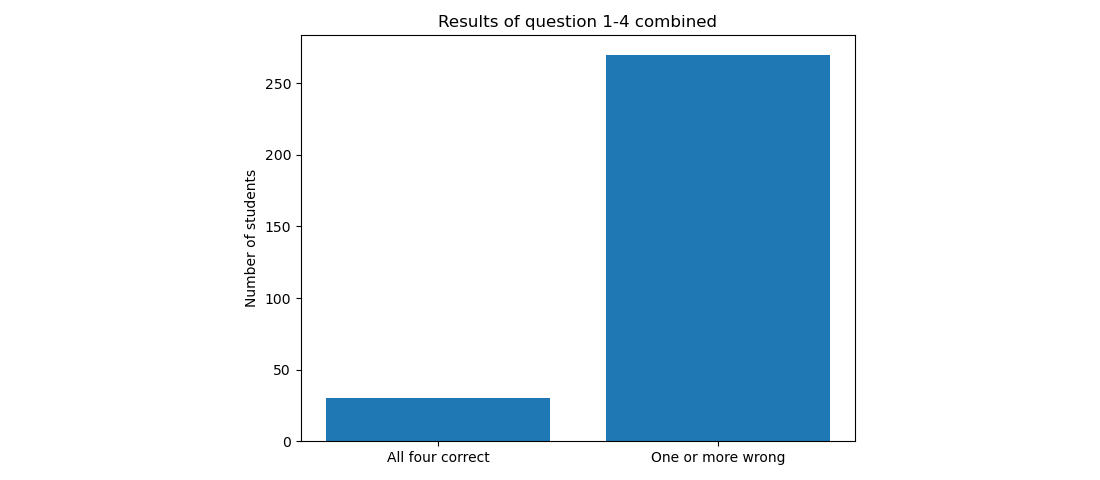 Results of question 1-4 combined
Number of students
250
200
150
100
50
0
All four correct
One or more wrong